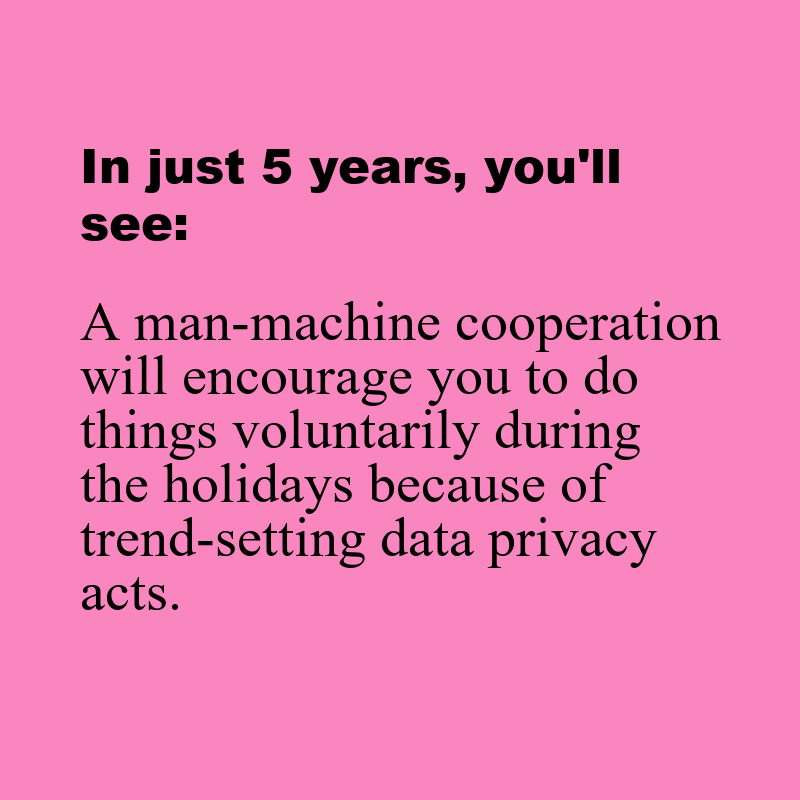 In just 5 years, you'll
see:
A man-machine cooperation
will encourage you to do
things voluntarily during
the holidays because of
trend-setting data privacy
acts.